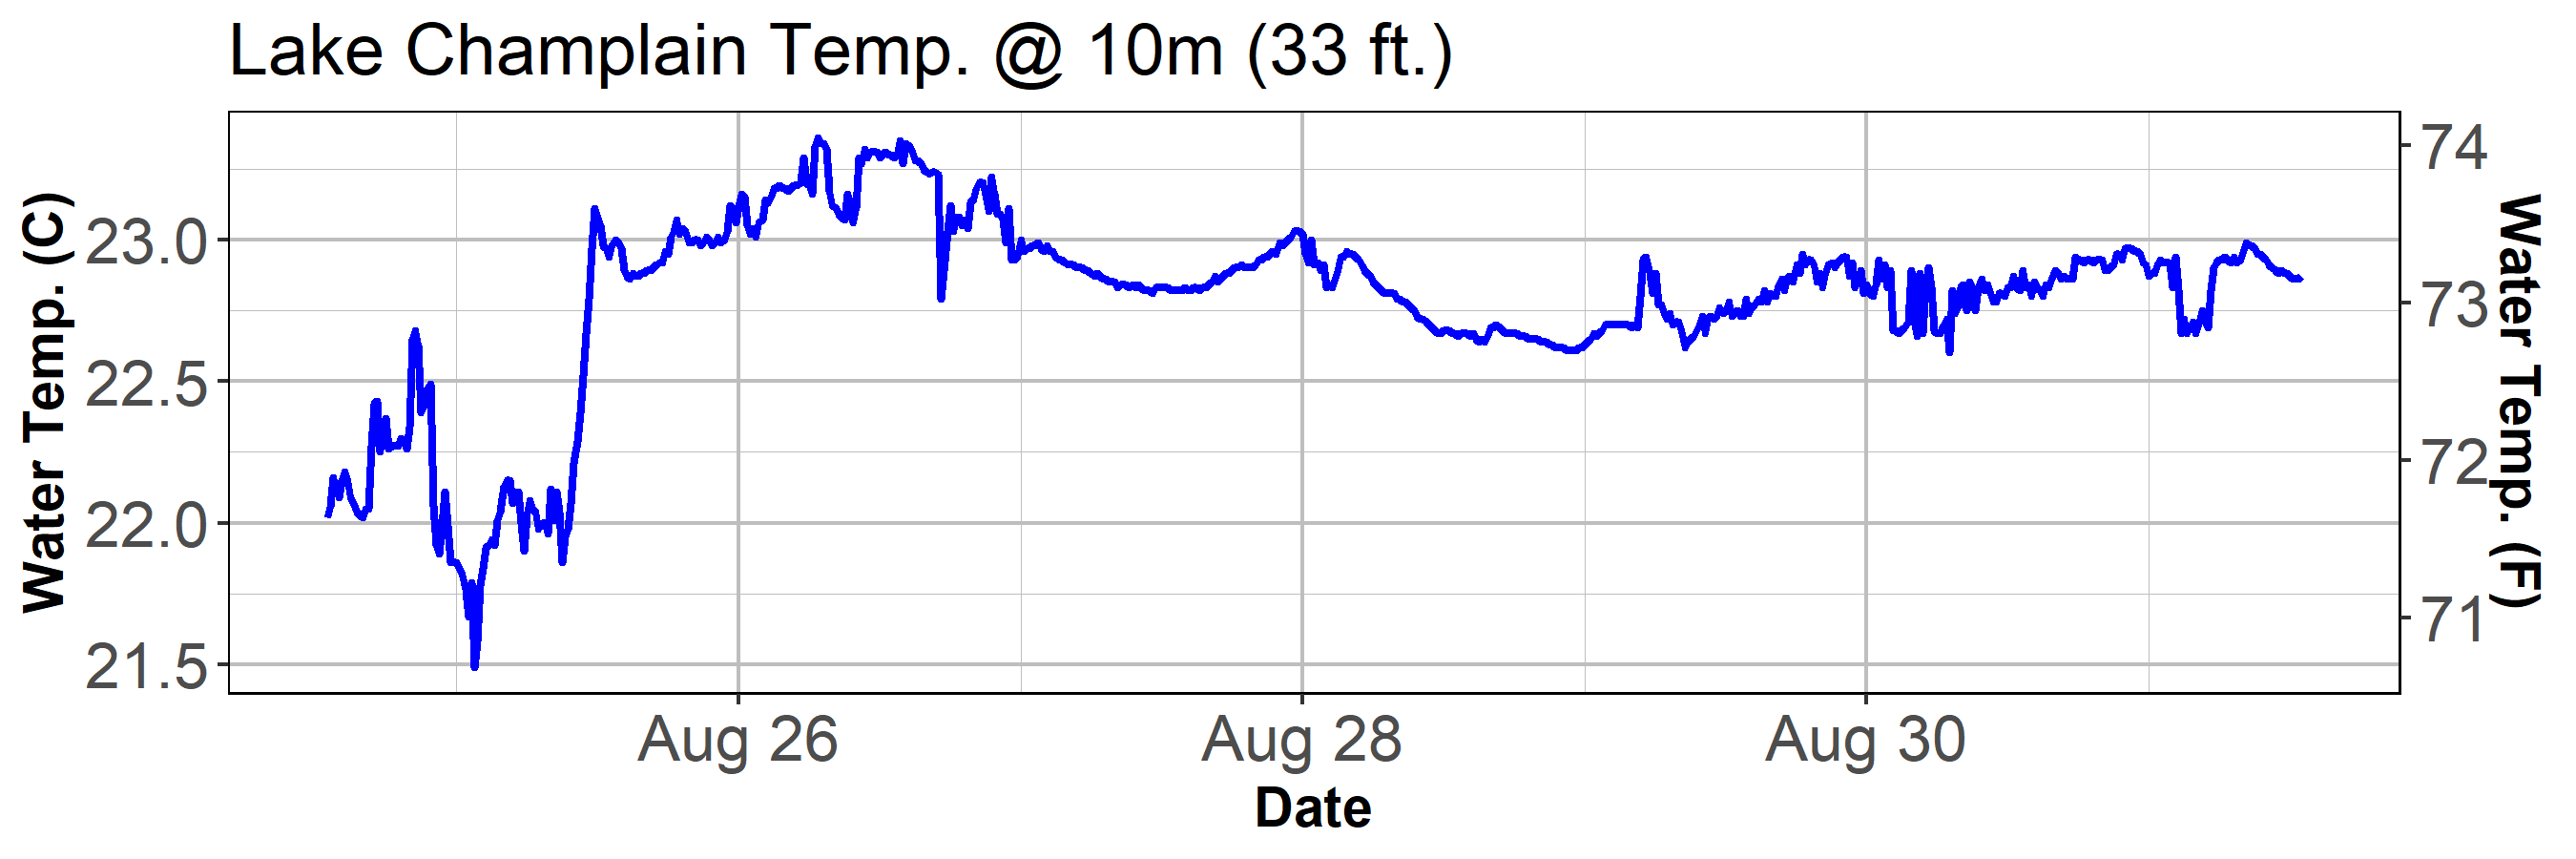 Lake Champlain Temp. @ 10m (33 ft.)
Water Temp. (C)
23.0
22.5
22.0
21.5
74
73
72
71
Water Temp. (F)
Aug 26
Aug 28
Aug 30
Date